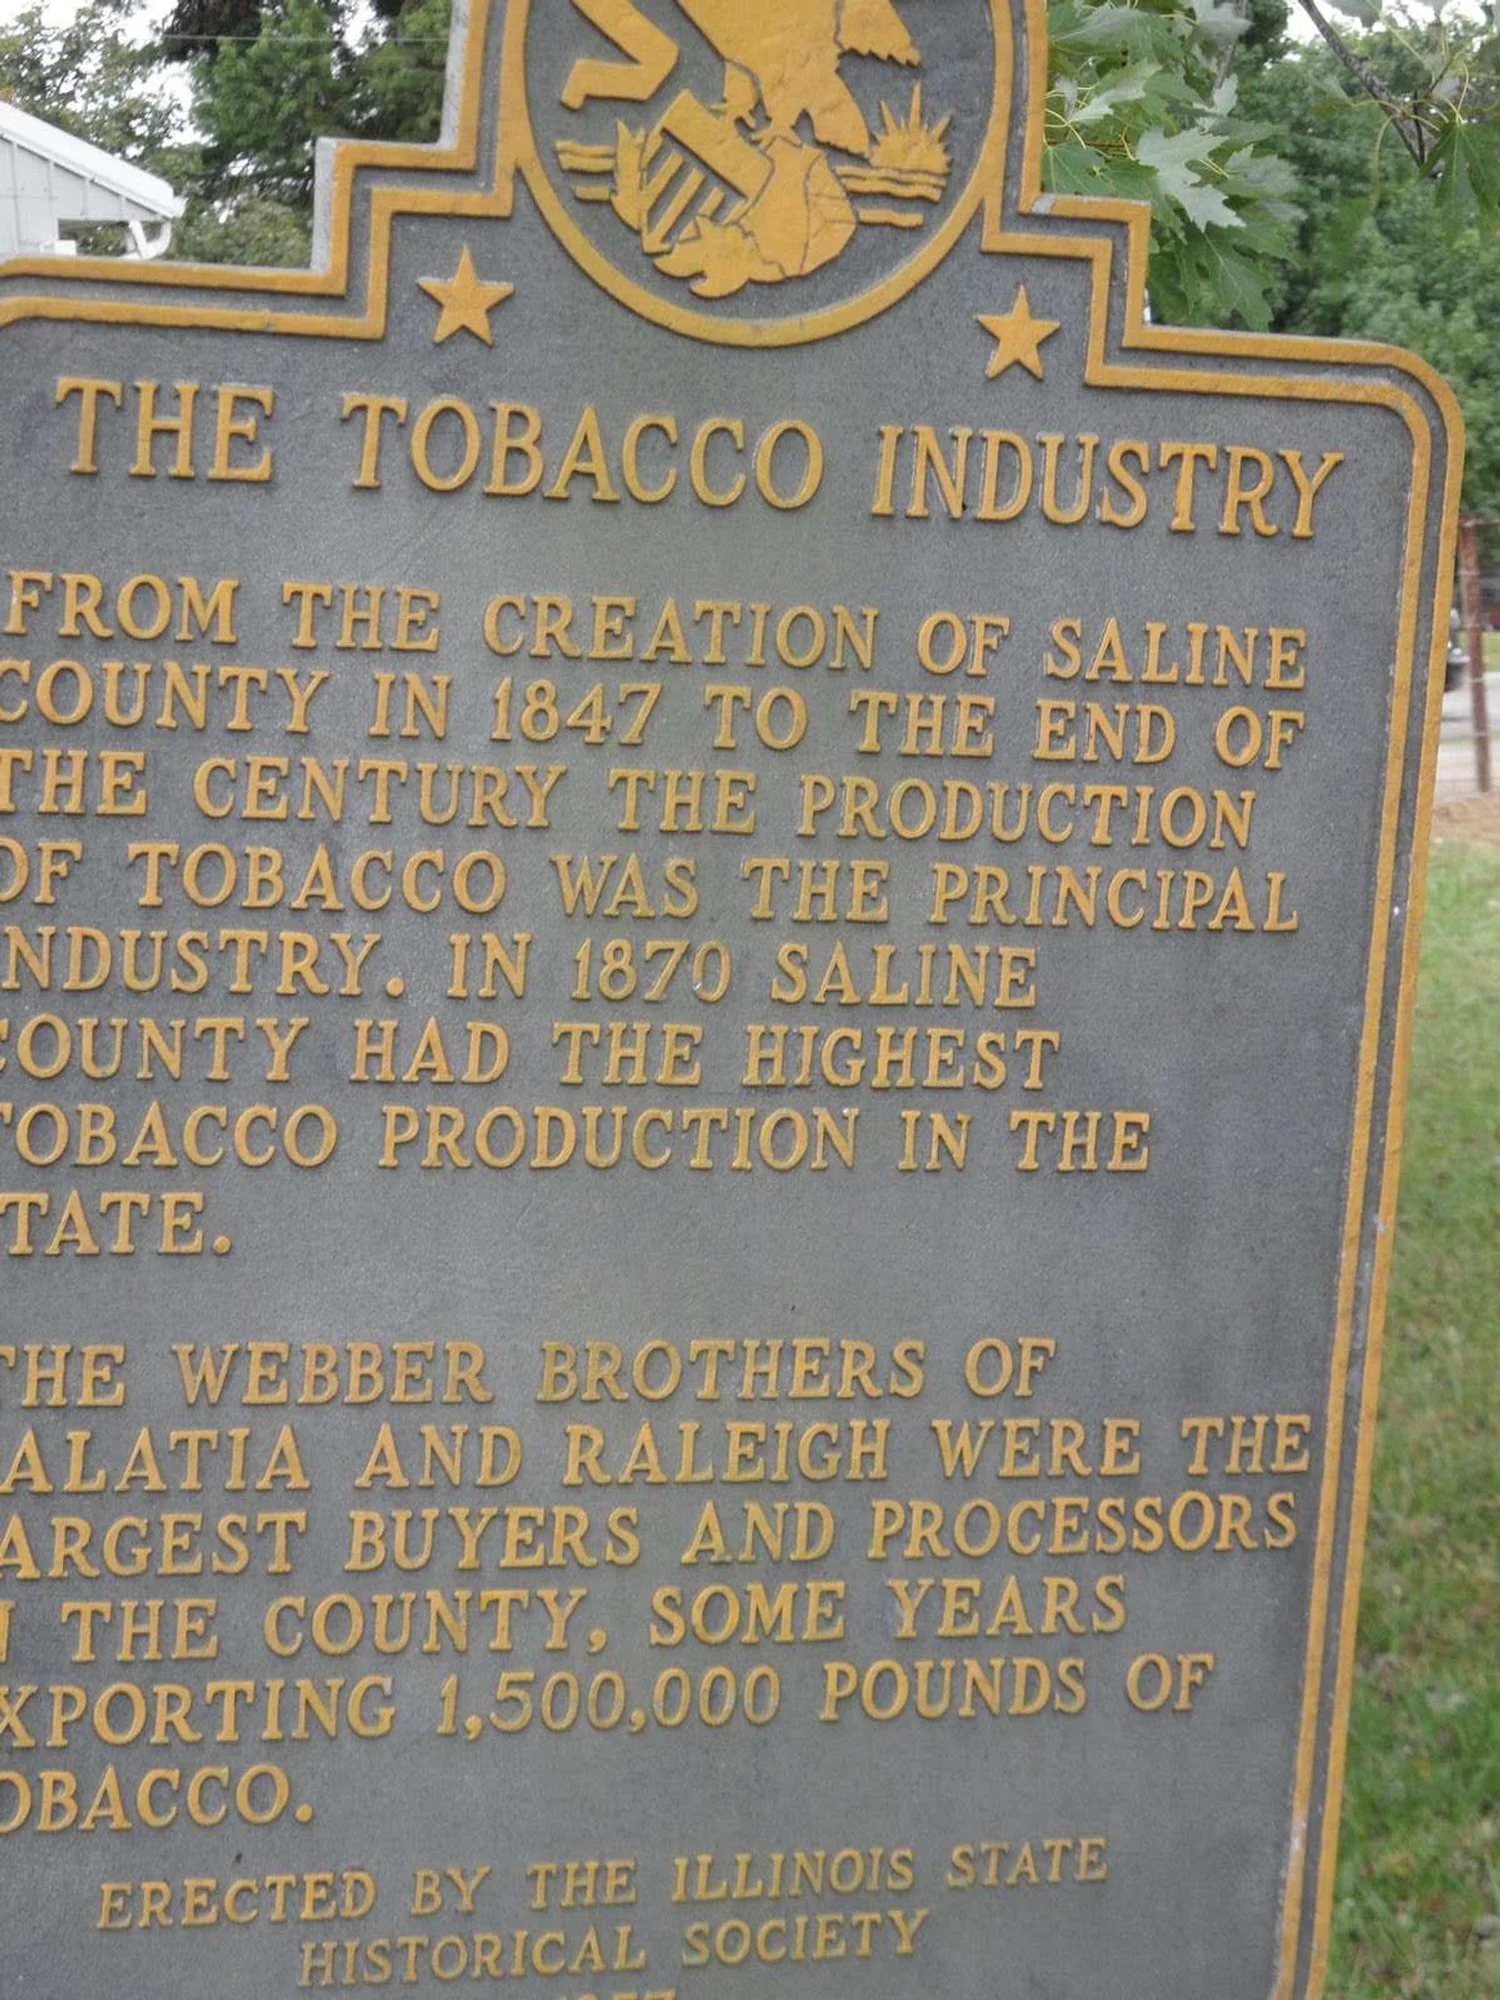 THE TOBACCO INDUSTRY
FROM THE CREATION OF SALINE
COUNTY IN 1847 TO THE END OF
THE CENTURY THE PRODUCTION
OF TOBACCO WAS THE PRINCIPAL
INDUSTRY. IN 1870 SALINE
COUNTY HAD THE HIGHEST
TOBACCO PRODUCTION IN THE
TATE.
THE WEBBER BROTHERS OF
ALATIA AND RALEIGH WERE THE
ARGEST BUYERS AND PROCESSORS
N THE COUNTY, SOME YEARS
XPORTING 1,500,000 POUNDS OF
OBACCO.
ERECTED BY THE ILLINOIS STATE
HISTORICAL SOCIETY